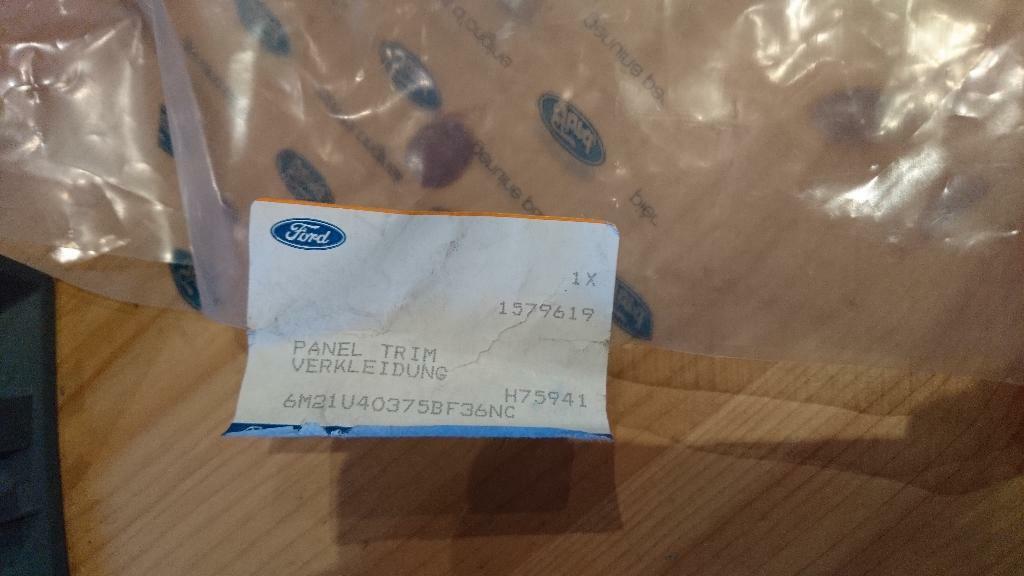 Ford
1X
1579619
PANEL TRIM
VERKLEIDUNG
H75941
6M21U40375BF36NC